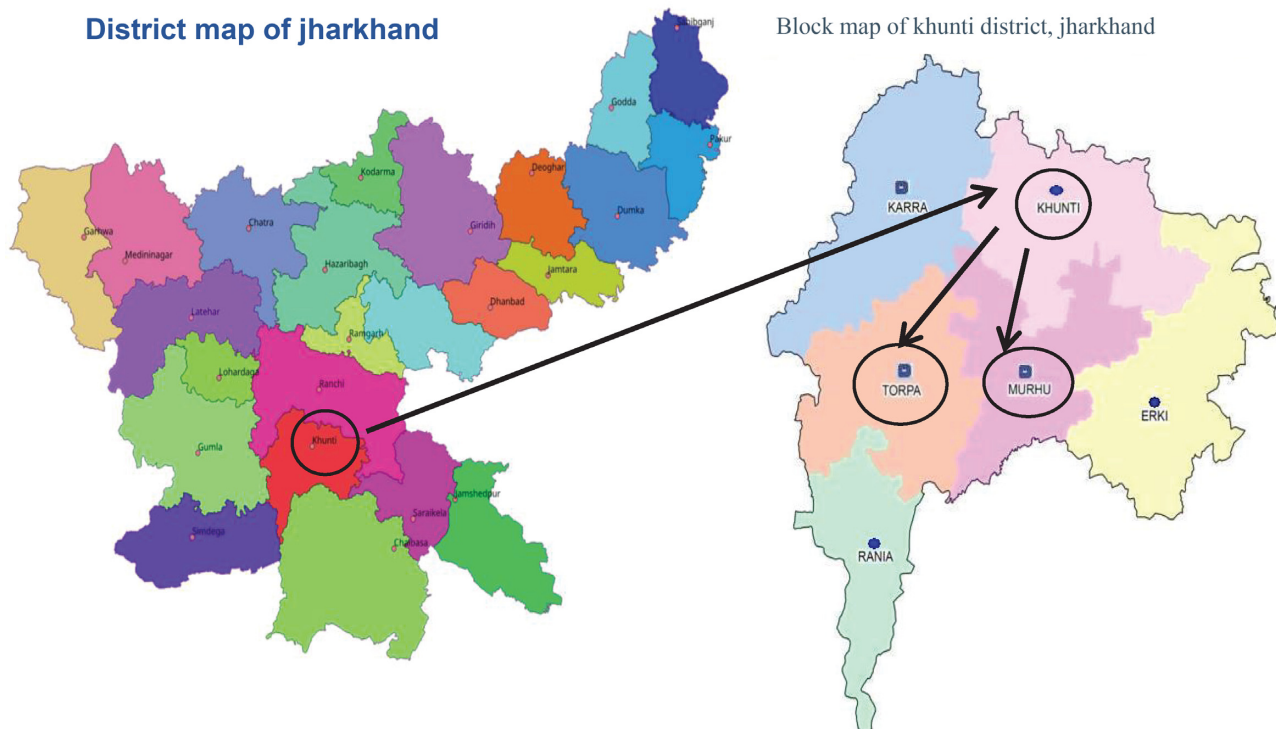 District map of jharkhand
Block map of khunti district, jharkhand
Sahibganj
Godda
Pakur
Deoghar
Kodarma
Dumka
Giridih
Chatra
Garhwa
Medininagar
Hazaribagh
Jamtara
Dhanbad
Latehar
Ramgarh
Lohardaga
Ranchi
Khunti
Gumla
Jamshedpur
Saraikela
Simdega
Chaibasa
KARRA
KHUNTI
TORPA
MURHU
ERKI
RANIA